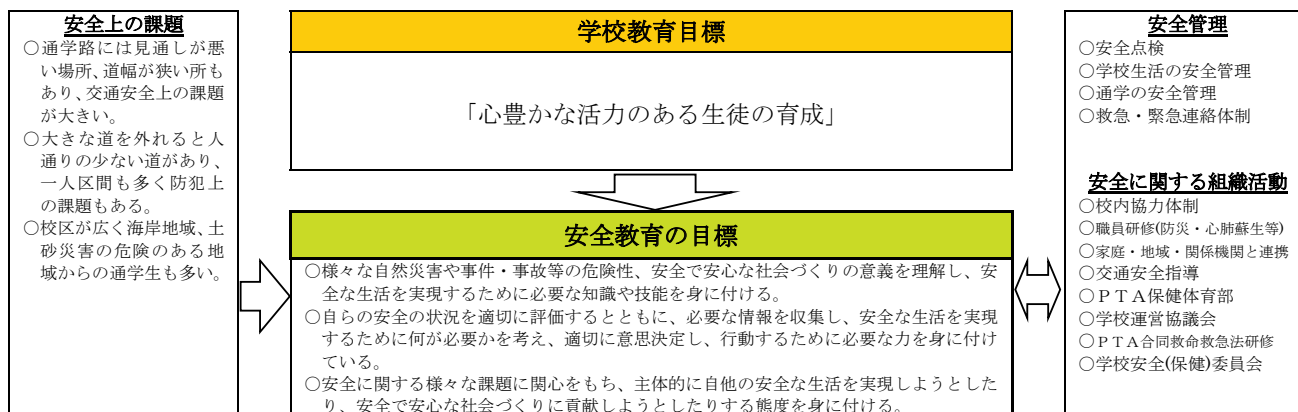 安全上の課題
○通学路には見通しが悪
い場所、道幅が狭い所も
あり、交通安全上の課題
が大きい。
○大きな道を外れると人
通りの少ない道があり、
一人区間も多く防犯上
の課題もある。
○校区が広く海岸地域、土
砂災害の危険のある地
域からの通学生も多い。
学校教育目標
「心豊かな活力のある生徒の育成」
安全教育の目標
○様々な自然災害や事件・事故等の危険性、安全で安心な社会づくりの意義を理解し、安
全な生活を実現するために必要な知識や技能を身に付ける。
○自らの安全の状況を適切に評価するとともに、必要な情報を収集し、安全な生活を実現
するために何が必要かを考え、適切に意思決定し、行動するために必要な力を身に付け
ている。
○安全に関する様々な課題に関心をもち、主体的に自他の安全な生活を実現しようとした
り、安全で安心な社会づくりに貢献しようとしたりする態度を身に付ける。
安全管理
○安全点検
○学校生活の安全管理
○通学の安全管理
○救急・緊急連絡体制
安全に関する組織活動
○校内協力体制
○職員研修(防災・心肺蘇生等)
○家庭・地域・関係機関と連携
○交通安全指導
○ＰＴＡ保健体育部
○学校運営協議会
○ＰＴＡ合同救命救急法研修
○学校安全(保健)委員会